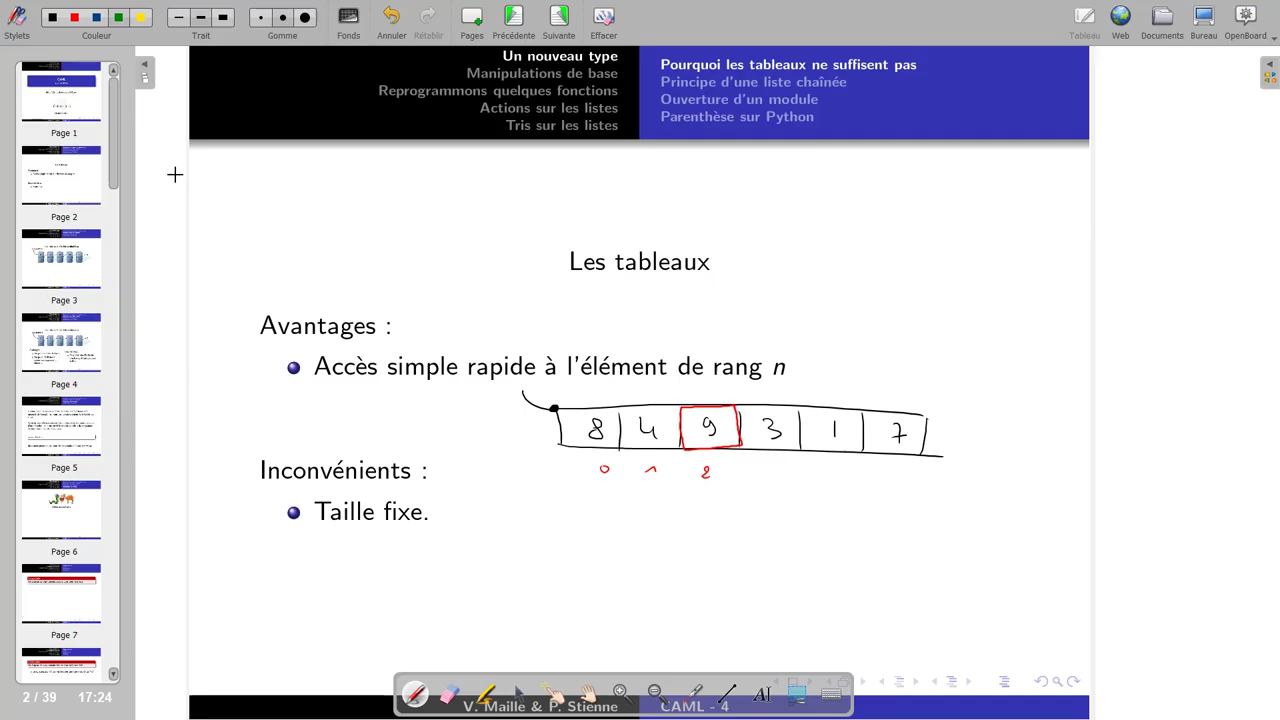 Stylets Couleur Trait Gomme Fonds Annuler Rétablir Pages Précédente Suivante Effacer Tableau Web Documents Bureau OpenBoard
Un nouveau type
Manipulations de base
Reprogrammons quelques fonctions
Actions sur les listes
Tris sur les listes
Pourquoi les tableaux ne suffisent pas
Principe d'une liste chaînée
Ouverture d'un module
Parenthèse sur Python
Page 1
Page 2
Page 3
Page 4
Page 5
Page 6
Page 7
Les tableaux
Avantages :
Accès simple rapide à l'élément de rang n
8 4 9 3 1 7
0 1 2
Inconvénients :
Taille fixe.
2 / 39 17:24
AI
V. Maille & P. Stienne CAML - 4